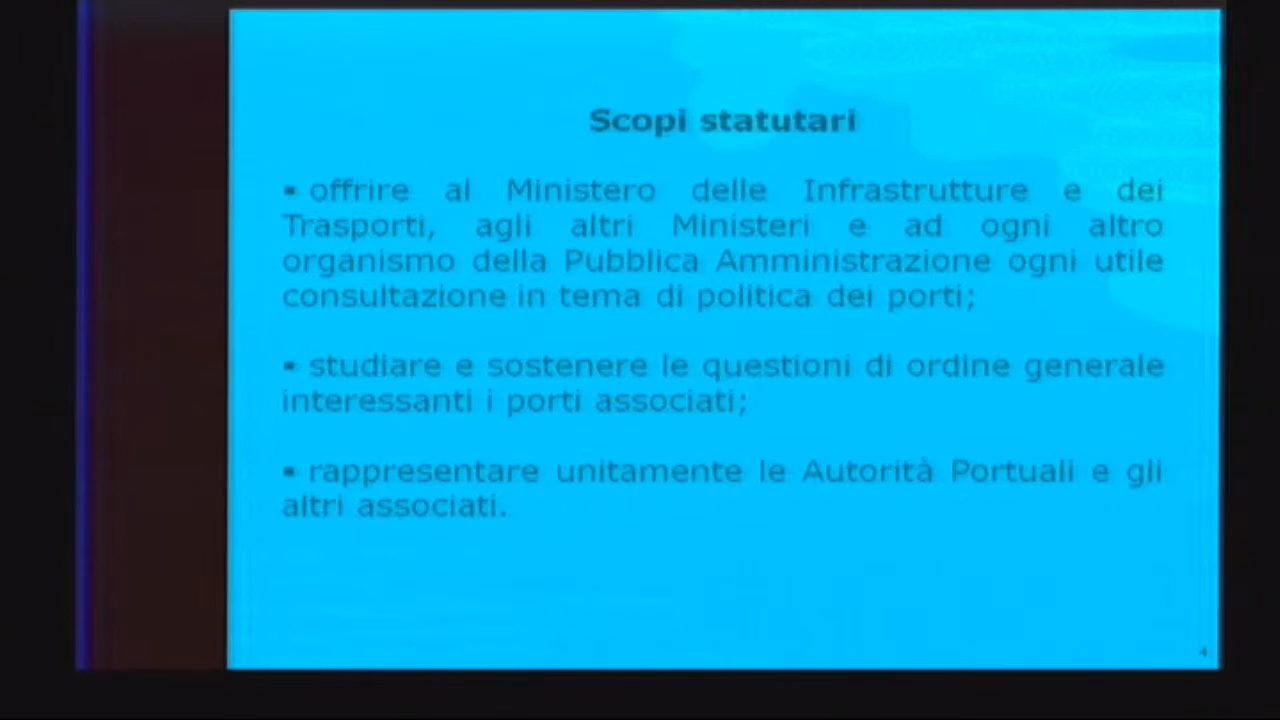 Scopi statutari
▪ offrire al Ministero delle Infrastrutture e dei
Trasporti, agli altri Ministeri e ad ogni altro
organismo della Pubblica Amministrazione ogni utile
consultazione in tema di politica dei porti;
▪ studiare e sostenere le questioni di ordine generale
interessanti i porti associati;
▪ rappresentare unitamente le Autorità Portuali e gli
altri associati.
4